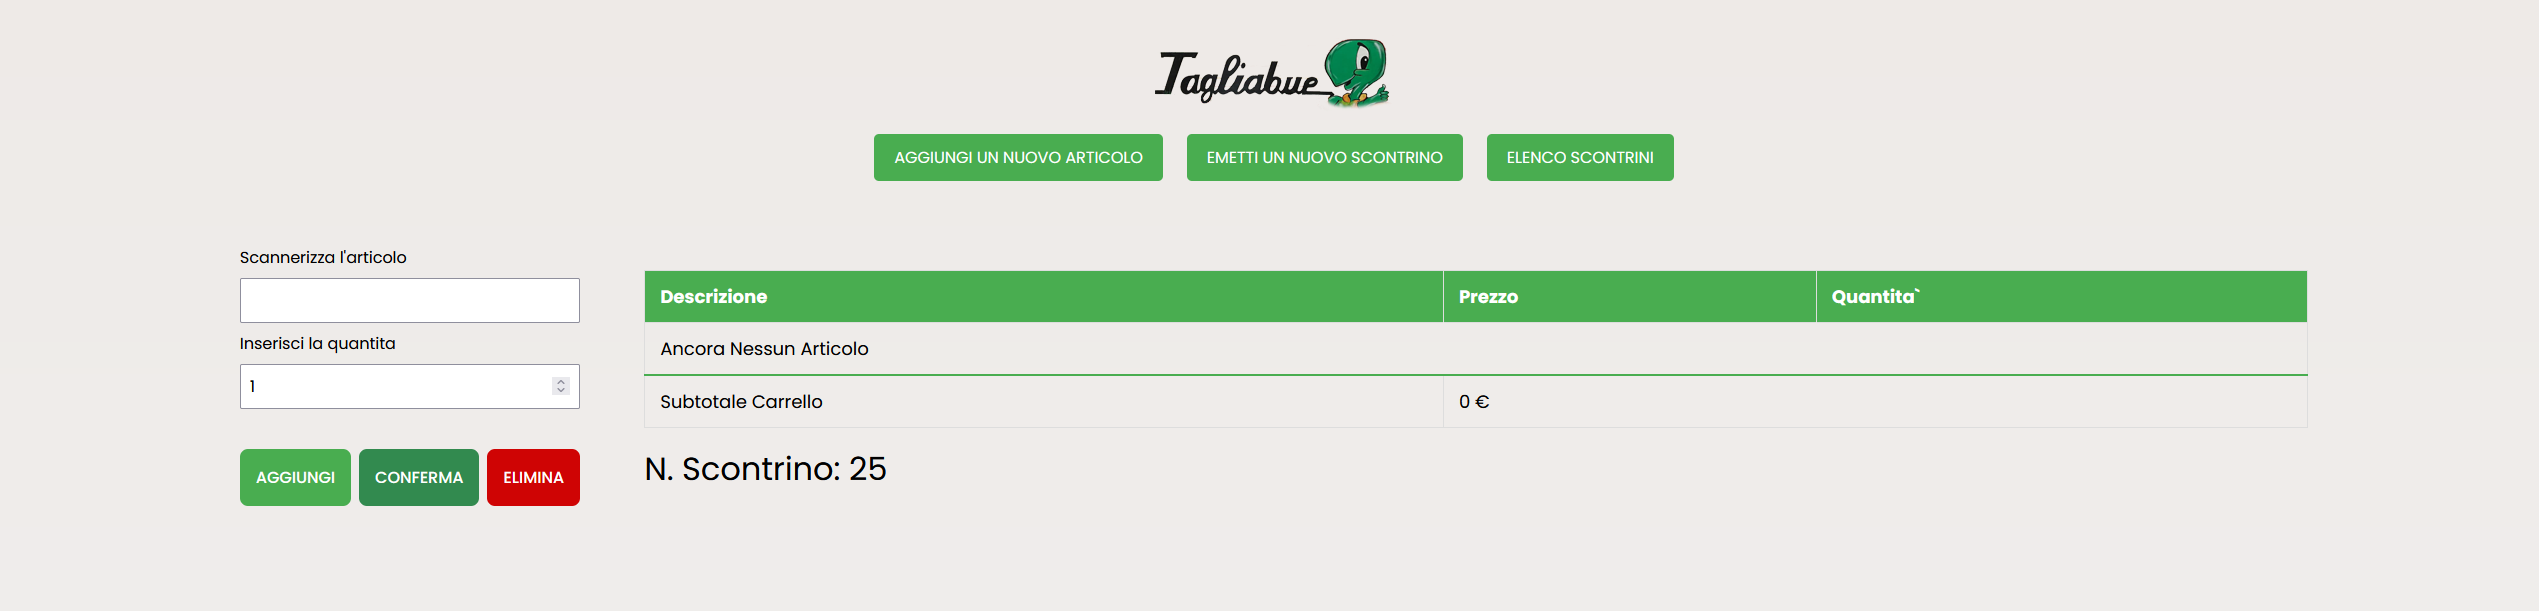 Tagliabue
AGGIUNGI UN NUOVO ARTICOLO EMETTI UN NUOVO SCONTRINO ELENCO SCONTRINI
Scannerizza l'articolo
Inserisci la quantita
1
AGGIUNGI CONFERMA ELIMINA
Descrizione Prezzo Quantita`
Ancora Nessun Articolo
Subtotale Carrello 0 €
N. Scontrino: 25